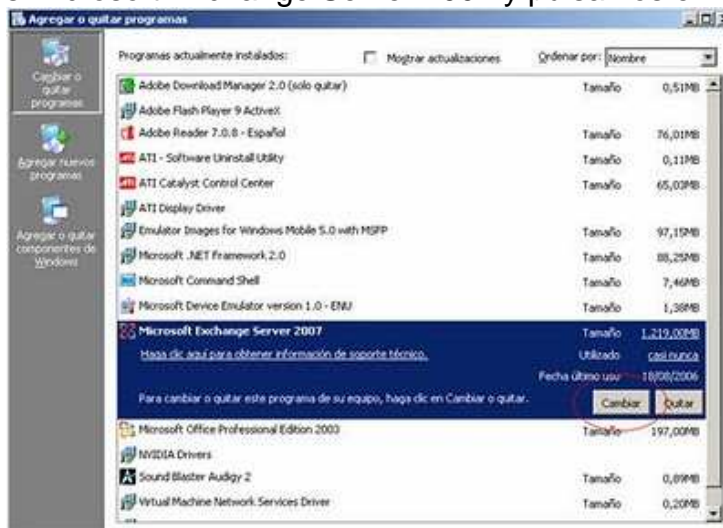 Agregar o quitar programas
Cambiar o quitar programas
Agregar nuevos programas
Agregar o quitar componentes de Windows
Programas actualmente instalados: Mostrar actualizaciones Ordenar por: Nombre
Adobe Download Manager 2.0 (solo quitar) Tamaño 0,51MB
Adobe Flash Player 9 ActiveX
Adobe Reader 7.0.8 - Español Tamaño 76,01MB
ATI - Software Uninstall Utility Tamaño 0,11MB
ATI Catalyst Control Center Tamaño 65,03MB
ATI Display Driver
Emulator Images for Windows Mobile 5.0 with MSFP Tamaño 97,15MB
Microsoft .NET Framework 2.0 Tamaño 88,25MB
Microsoft Command Shell Tamaño 7,46MB
Microsoft Device Emulator version 1.0 - ENU Tamaño 1,38MB
Microsoft Exchange Server 2007 Tamaño 1.219,00MB
Haga clic aquí para obtener información de soporte técnico. Utilizado casi nunca
Fecha último uso 18/08/2006
Para cambiar o quitar este programa de su equipo, haga clic en Cambiar o quitar. Cambiar Quitar
Microsoft Office Professional Edition 2003 Tamaño 197,00MB
NVIDIA Drivers
Sound Blaster Audigy 2 Tamaño 0,89MB
Virtual Machine Network Services Driver Tamaño 0,20MB